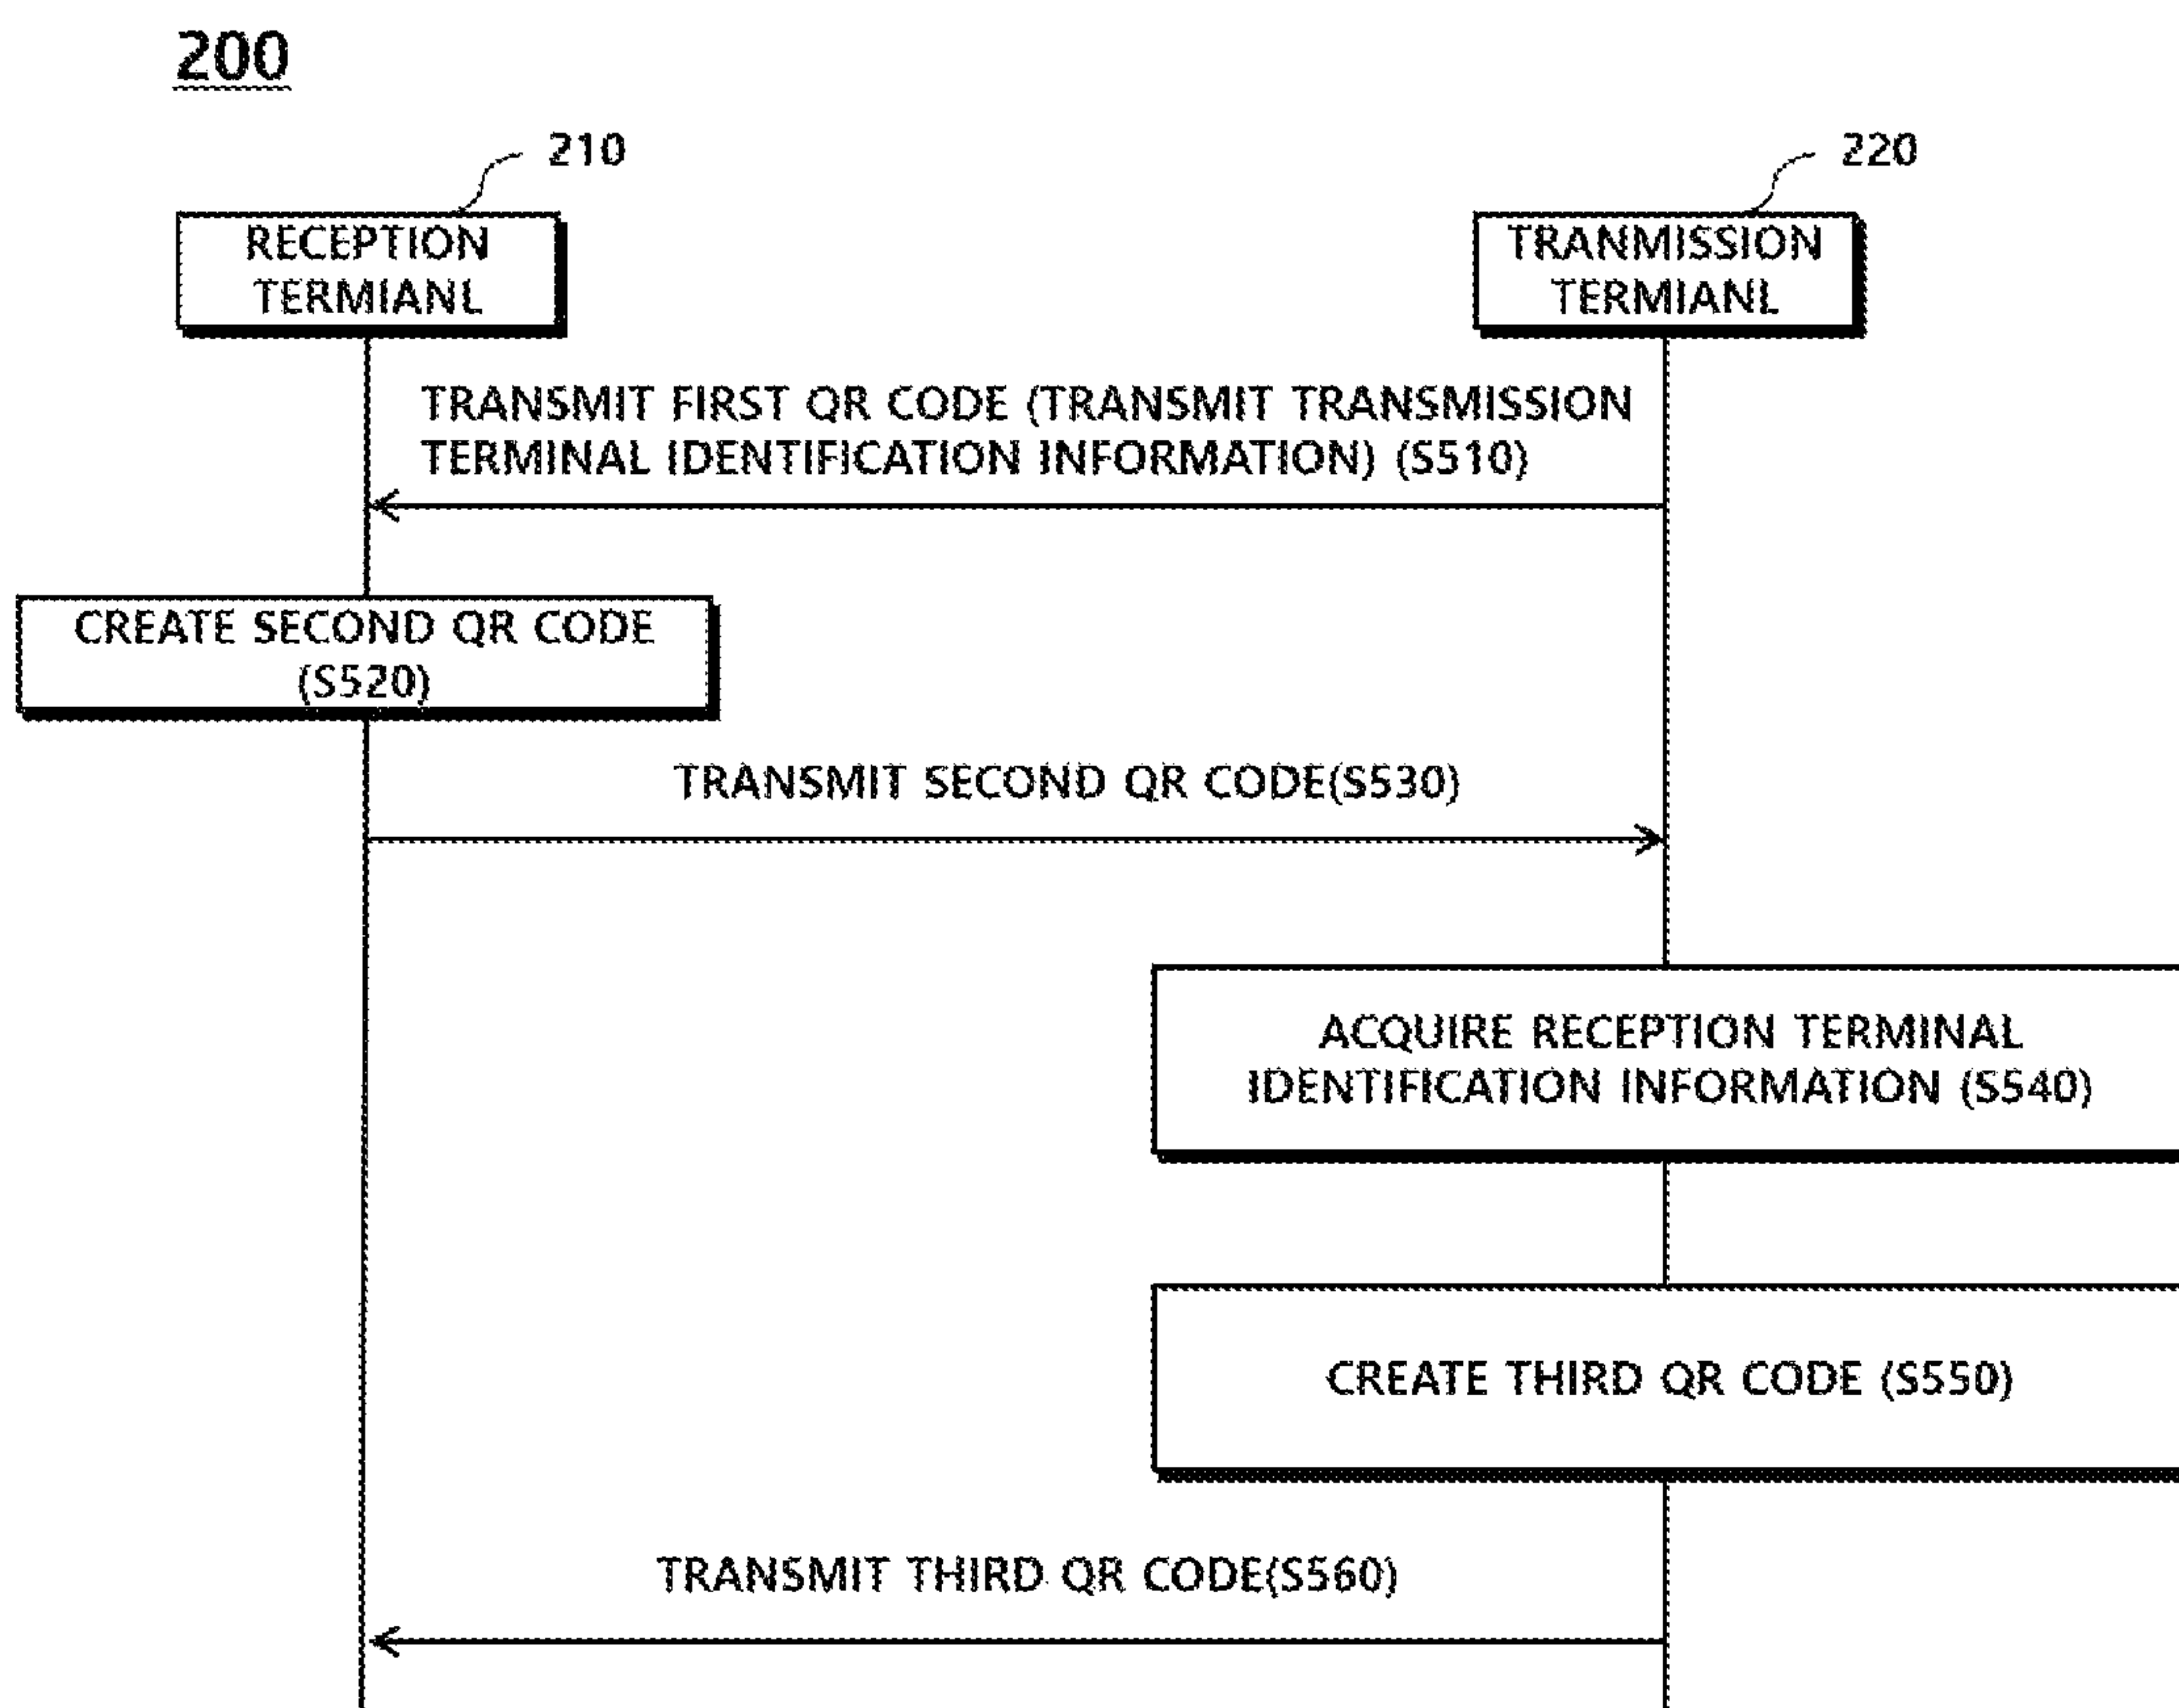 200
210
220
RECEPTION
TERMIANL
TRANMISSION
TERMIANL
TRANSMIT FIRST QR CODE (TRANSMIT TRANSMISSION
TERMINAL IDENTIFICATION INFORMATION) (S510)
CREATE SECOND QR CODE
(S520)
TRANSMIT SECOND QR CODE(S530)
ACQUIRE RECEPTION TERMINAL
IDENTIFICATION INFORMATION (S540)
CREATE THIRD QR CODE (S550)
TRANSMIT THIRD QR CODE(S560)